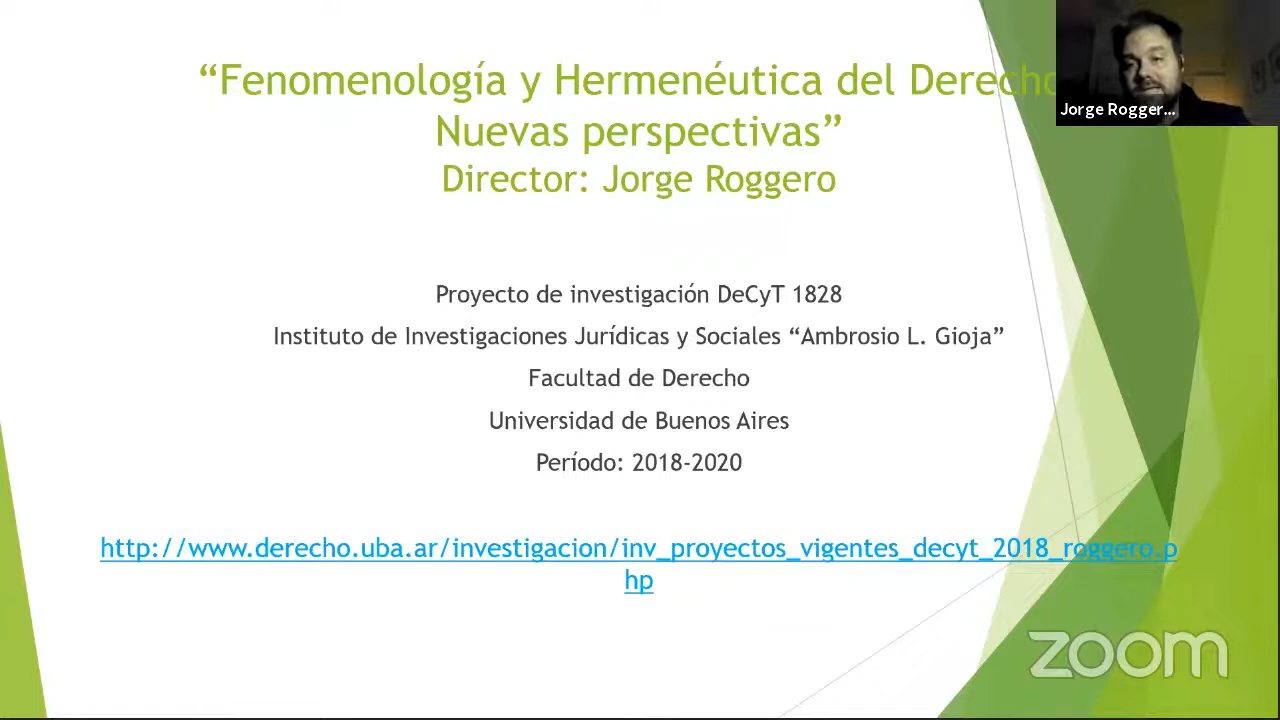 “Fenomenología y Hermenéutica del Derecho
Nuevas perspectivas”
Director: Jorge Roggero
Jorge Rogger...
Proyecto de investigación DeCyT 1828
Instituto de Investigaciones Jurídicas y Sociales “Ambrosio L. Gioja”
Facultad de Derecho
Universidad de Buenos Aires
Período: 2018-2020
http://www.derecho.uba.ar/investigacion/inv_proyectos_vigentes_decyt_2018_roggero.p
hp
zoom